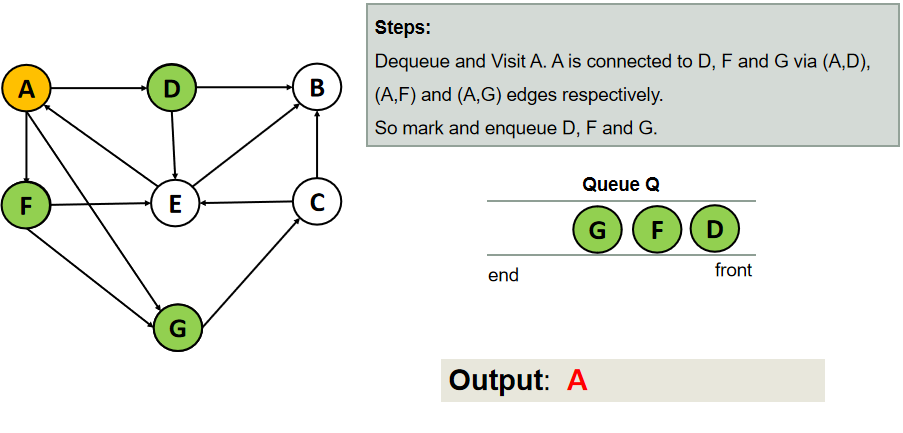 Steps:
Dequeue and Visit A. A is connected to D, F and G via (A,D),
(A,F) and (A,G) edges respectively.
So mark and enqueue D, F and G.
A D B
F E C
G
Queue Q
G F D
end front
Output: A